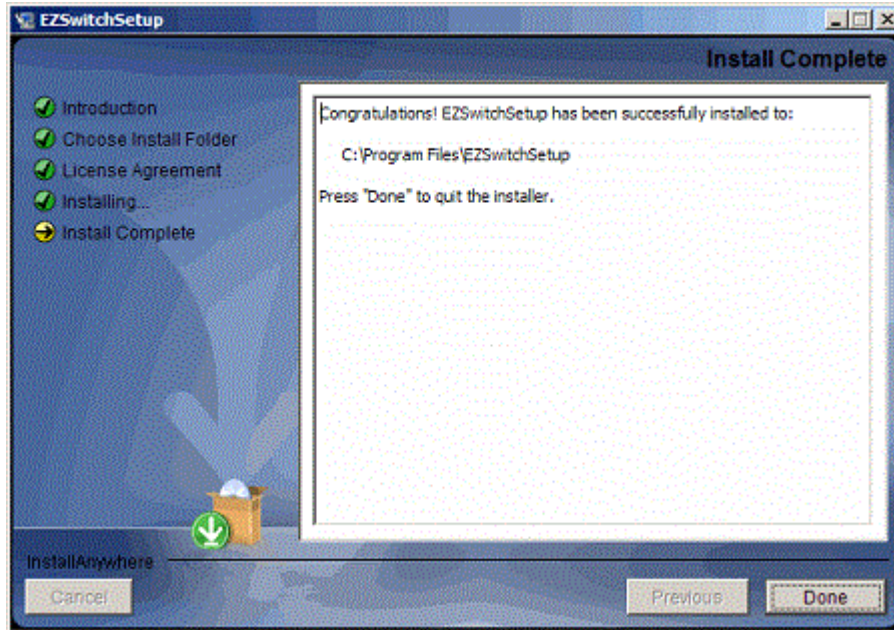 EZSwitchSetup
Install Complete
Introduction
Choose Install Folder
License Agreement
Installing...
Install Complete
Congratulations! EZSwitchSetup has been successfully installed to:
C:\Program Files\EZSwitchSetup
Press "Done" to quit the installer.
InstallAnywhere
Cancel
Previous
Done